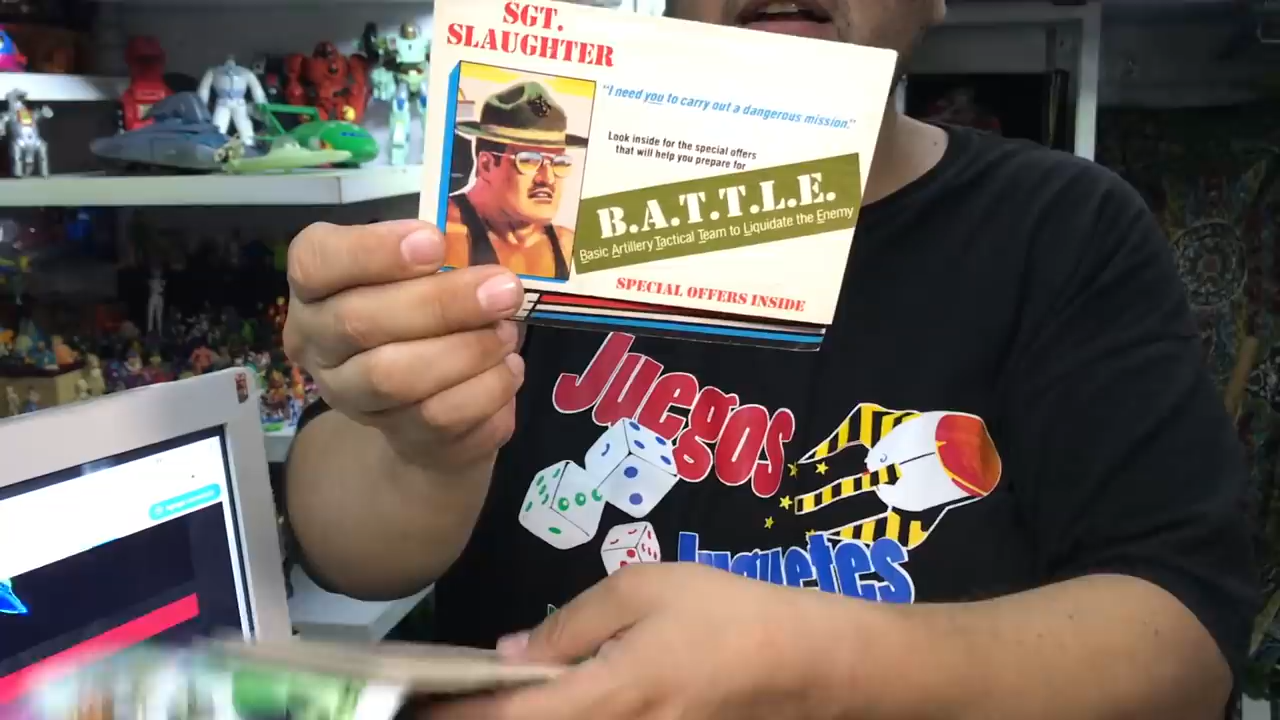 SGT.
SLAUGHTER
"I need you to carry out a dangerous mission."
Look inside for the special offers
that will help you prepare for
B.A.T.T.L.E.
Basic Artillery Tactical Team to Liquidate the Enemy
SPECIAL OFFERS INSIDE
Juegos
Juguetes